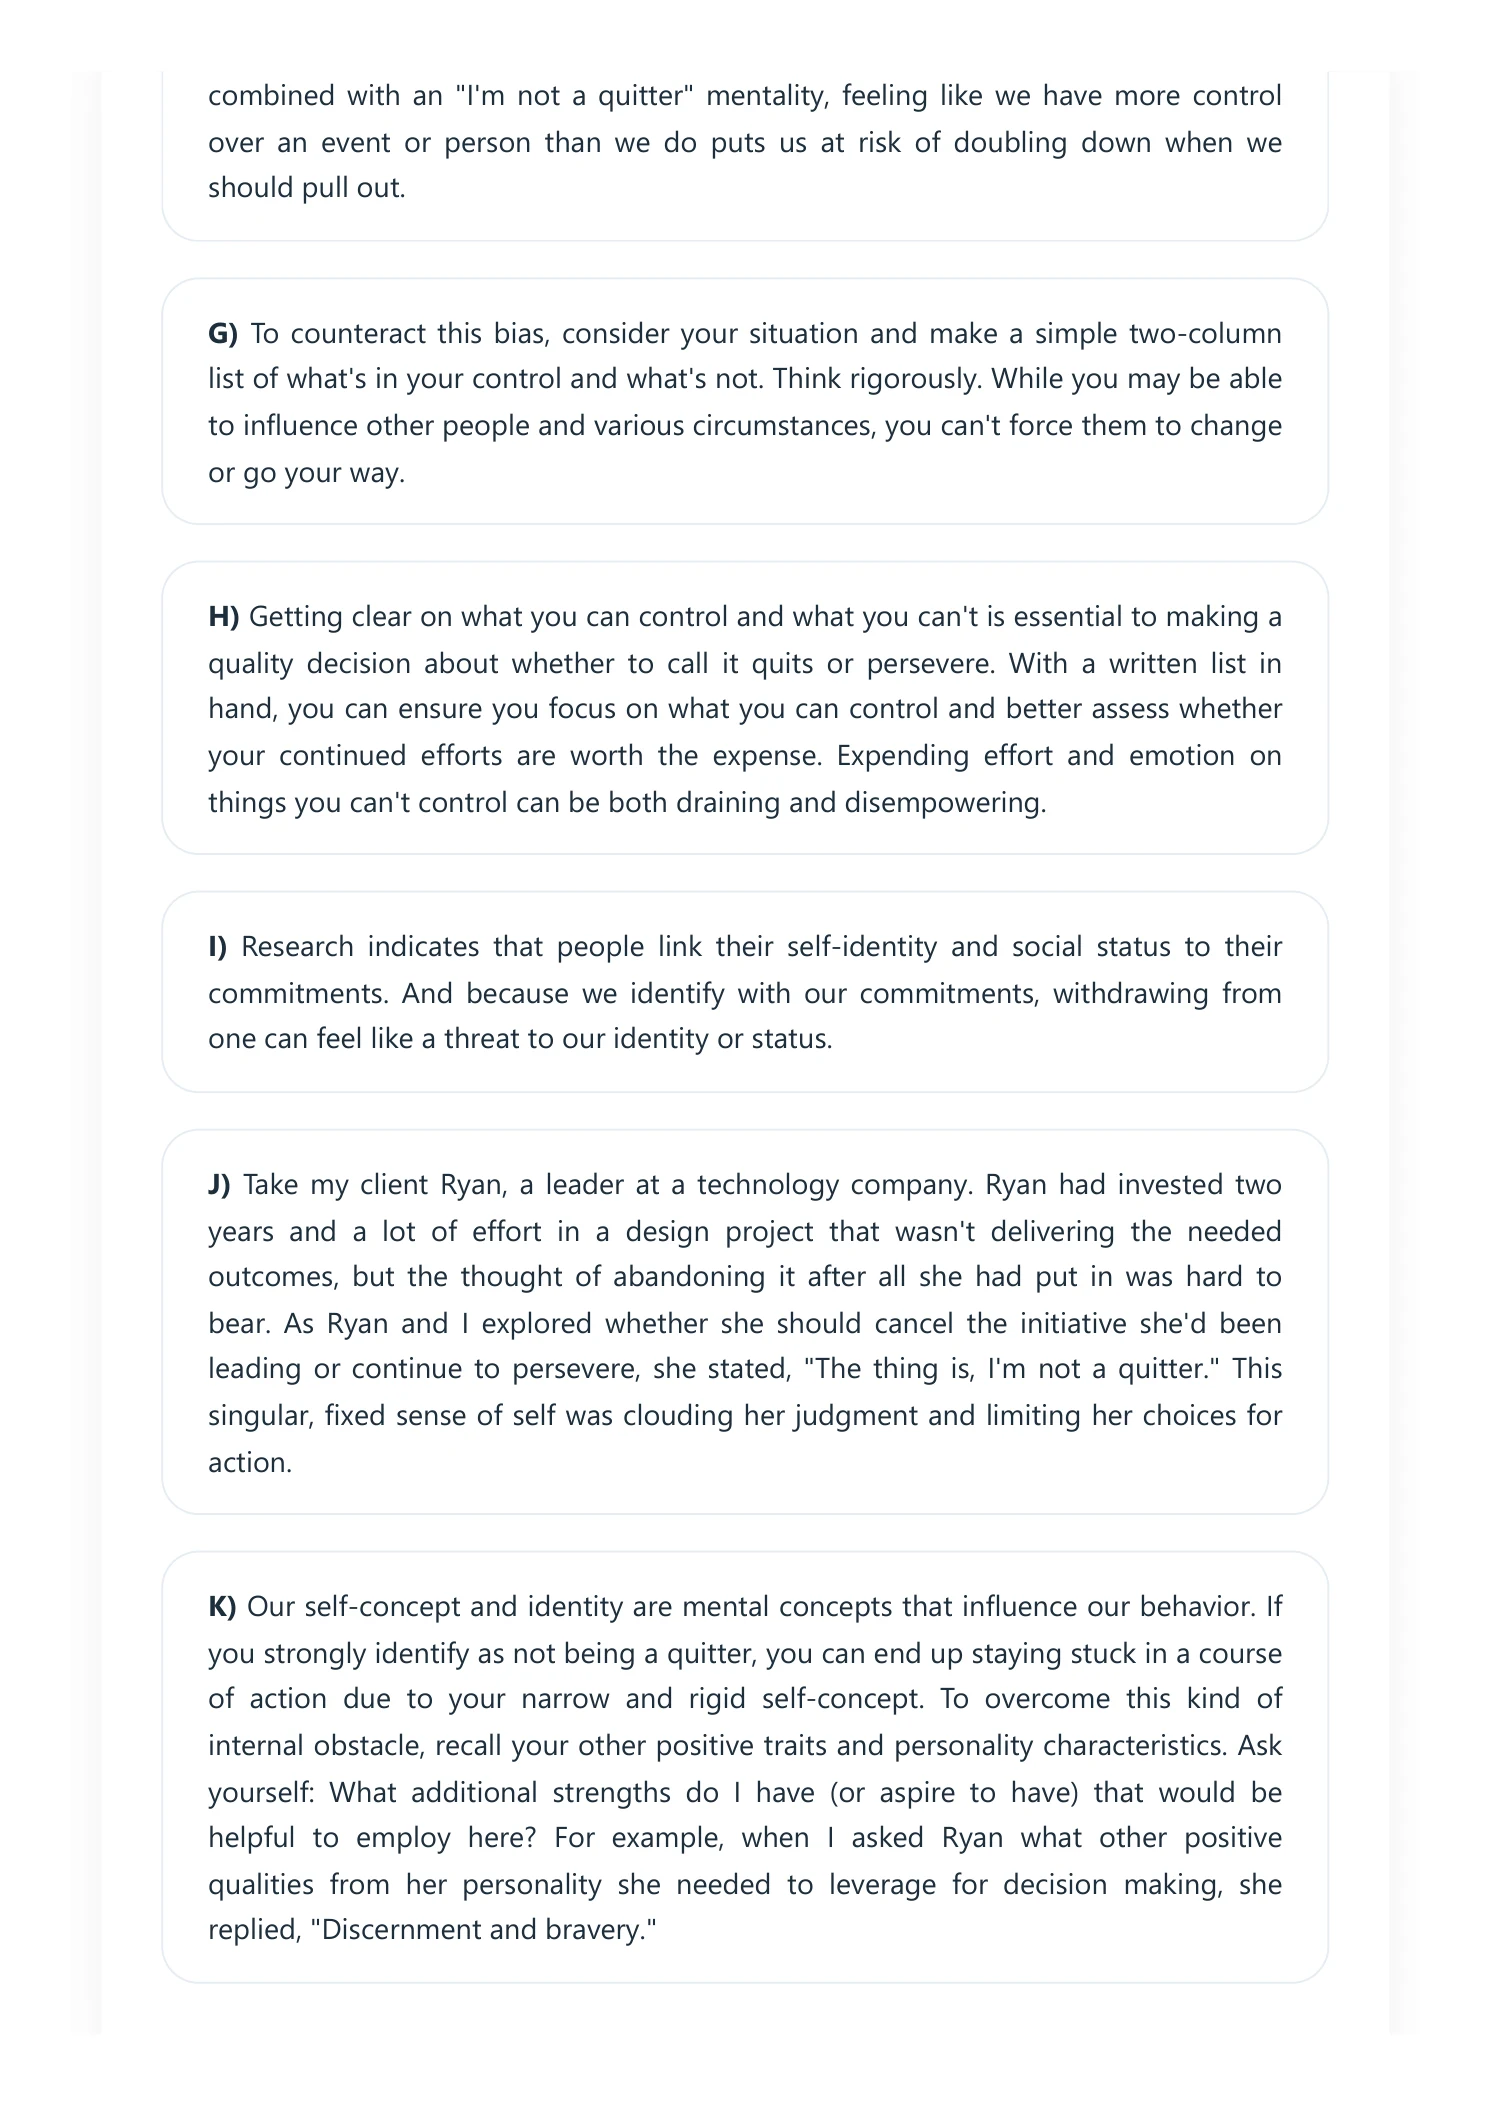 combined with an "I'm not a quitter" mentality, feeling like we have more control
over an event or person than we do puts us at risk of doubling down when we
should pull out.
G) To counteract this bias, consider your situation and make a simple two-column
list of what's in your control and what's not. Think rigorously. While you may be able
to influence other people and various circumstances, you can't force them to change
or go your way.
H) Getting clear on what you can control and what you can't is essential to making a
quality decision about whether to call it quits or persevere. With a written list in
hand, you can ensure you focus on what you can control and better assess whether
your continued efforts are worth the expense. Expending effort and emotion on
things you can't control can be both draining and disempowering.
I) Research indicates that people link their self-identity and social status to their
commitments. And because we identify with our commitments, withdrawing from
one can feel like a threat to our identity or status.
J) Take my client Ryan, a leader at a technology company. Ryan had invested two
years and a lot of effort in a design project that wasn't delivering the needed
outcomes, but the thought of abandoning it after all she had put in was hard to
bear. As Ryan and I explored whether she should cancel the initiative she'd been
leading or continue to persevere, she stated, "The thing is, I'm not a quitter." This
singular, fixed sense of self was clouding her judgment and limiting her choices for
action.
K) Our self-concept and identity are mental concepts that influence our behavior. If
you strongly identify as not being a quitter, you can end up staying stuck in a course
of action due to your narrow and rigid self-concept. To overcome this kind of
internal obstacle, recall your other positive traits and personality characteristics. Ask
yourself: What additional strengths do I have (or aspire to have) that would be
helpful to employ here? For example, when I asked Ryan what other positive
qualities from her personality she needed to leverage for decision making, she
replied, "Discernment and bravery."